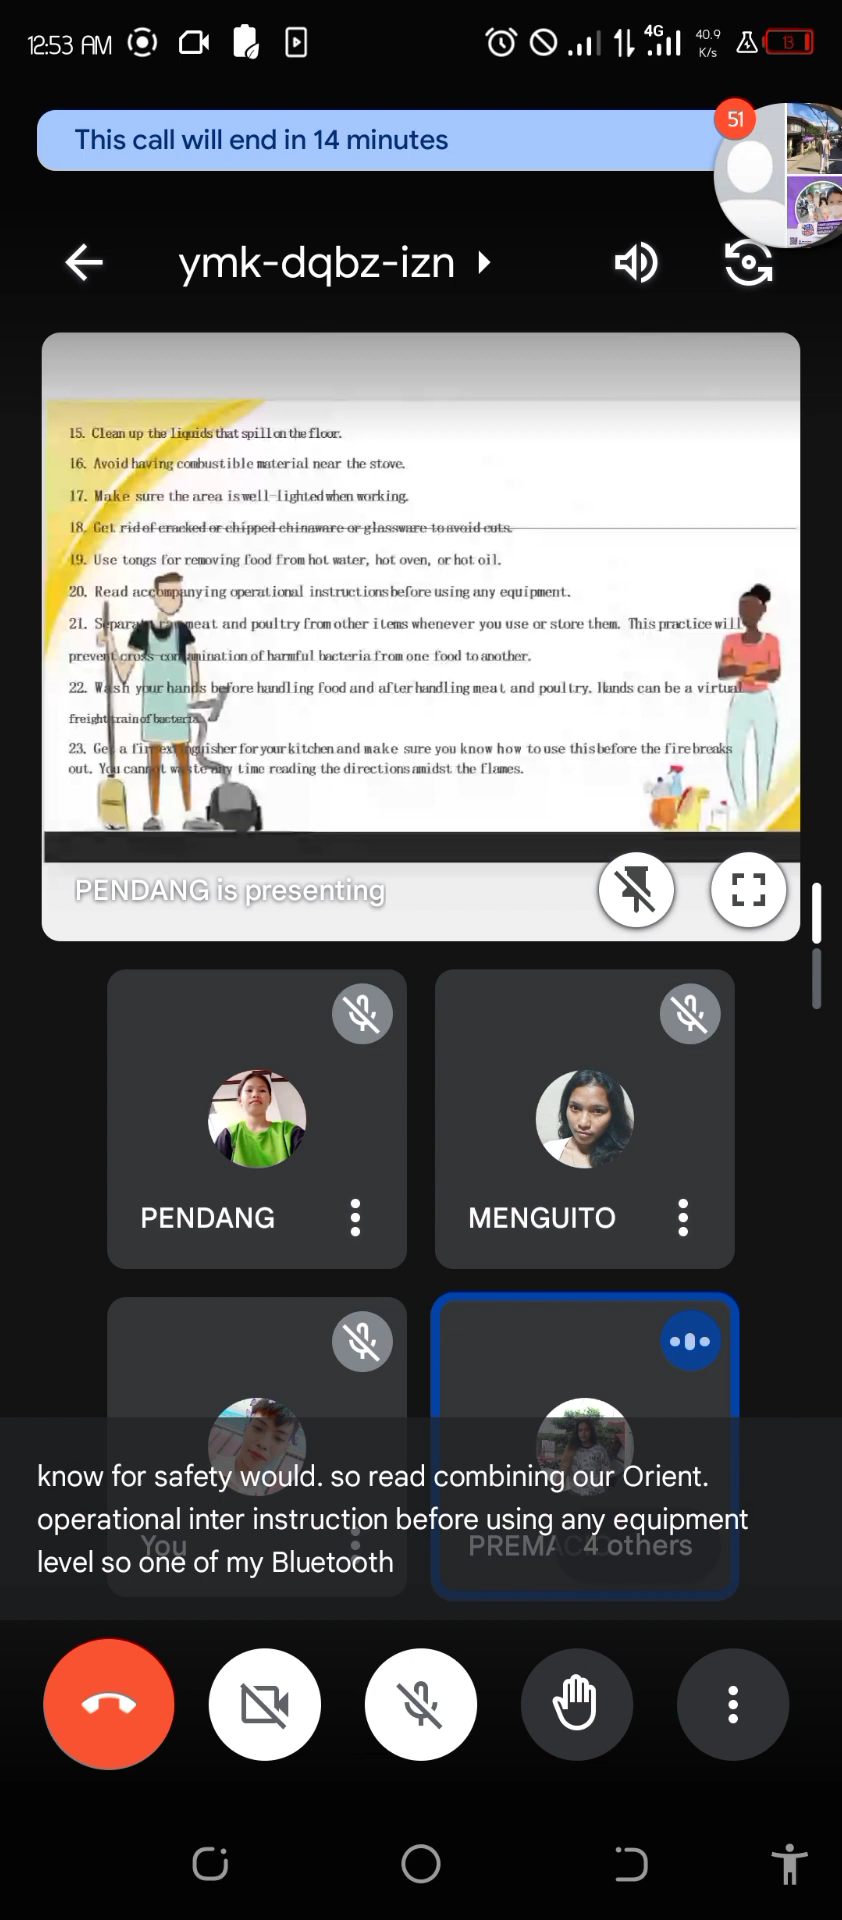 12:53 AM 4G 40.9 K/s 13
This call will end in 14 minutes
51
ymk-dqbz-izn
15. Clean up the liquids that spill on the floor.
16. Avoid having combustible material near the stove.
17. Make sure the area is well-lighted when working.
18. Get rid of cracked or chipped chinaware or glassware to avoid cuts.
19. Use tongs for removing food from hot water, hot oven, or hot oil.
20. Read accompanying operational instructions before using any equipment.
21. Separate raw meat and poultry from other items whenever you use or store them. This practice will
prevent cross-contamination of harmful bacteria from one food to another.
22. Wash your hands before handling food and after handling meat and poultry. Hands can be a virtual
freight train of bacteria.
23. Get a fire extinguisher for your kitchen and make sure you know how to use this before the fire breaks
out. You cannot waste any time reading the directions amidst the flames.
PENDANG is presenting
PENDANG
MENGUITO
know for safety would. so read combining our Orient.
operational inter instruction before using any equipment
You
4 others
level so one of my Bluetooth